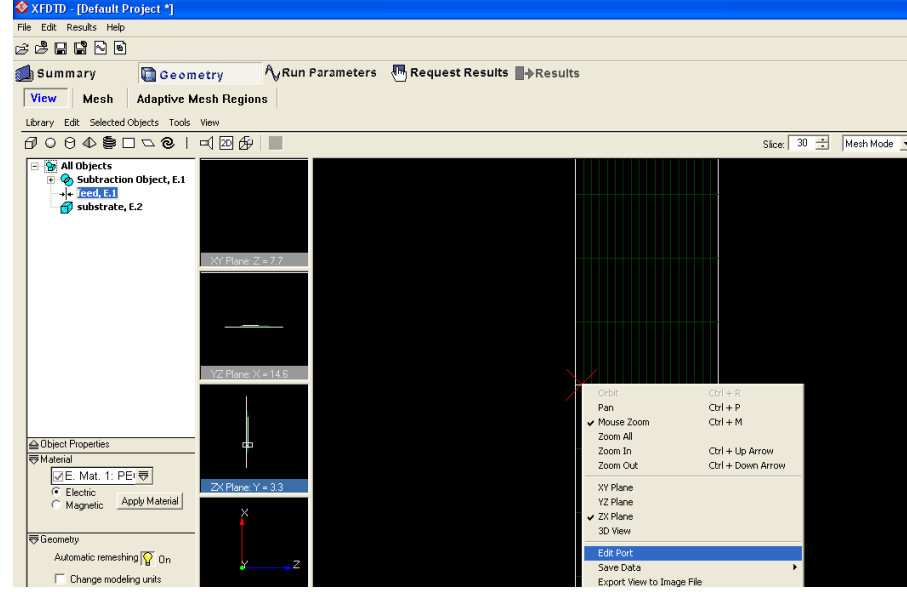 XFDTD - [Default Project *]
File Edit Results Help
Summary Geometry Run Parameters Request Results Results
View Mesh Adaptive Mesh Regions
Library Edit Selected Objects Tools View
2D Slice: 30 Mesh Mode
All Objects
Subtraction Object, E.1
feed, E.1
substrate, E.2
XY Plane: Z = 7.7
YZ Plane: X = 14.6
ZX Plane: Y = 3.3
X
Y Z
Object Properties
Material
E. Mat. 1: PE
Electric
Magnetic Apply Material
Geometry
Automatic remeshing On
Change modeling units
Orbit Ctrl + R
Pan Ctrl + P
Mouse Zoom Ctrl + M
Zoom All
Zoom In Ctrl + Up Arrow
Zoom Out Ctrl + Down Arrow
XY Plane
YZ Plane
ZX Plane
3D View
Edit Port
Save Data
Export View to Image File